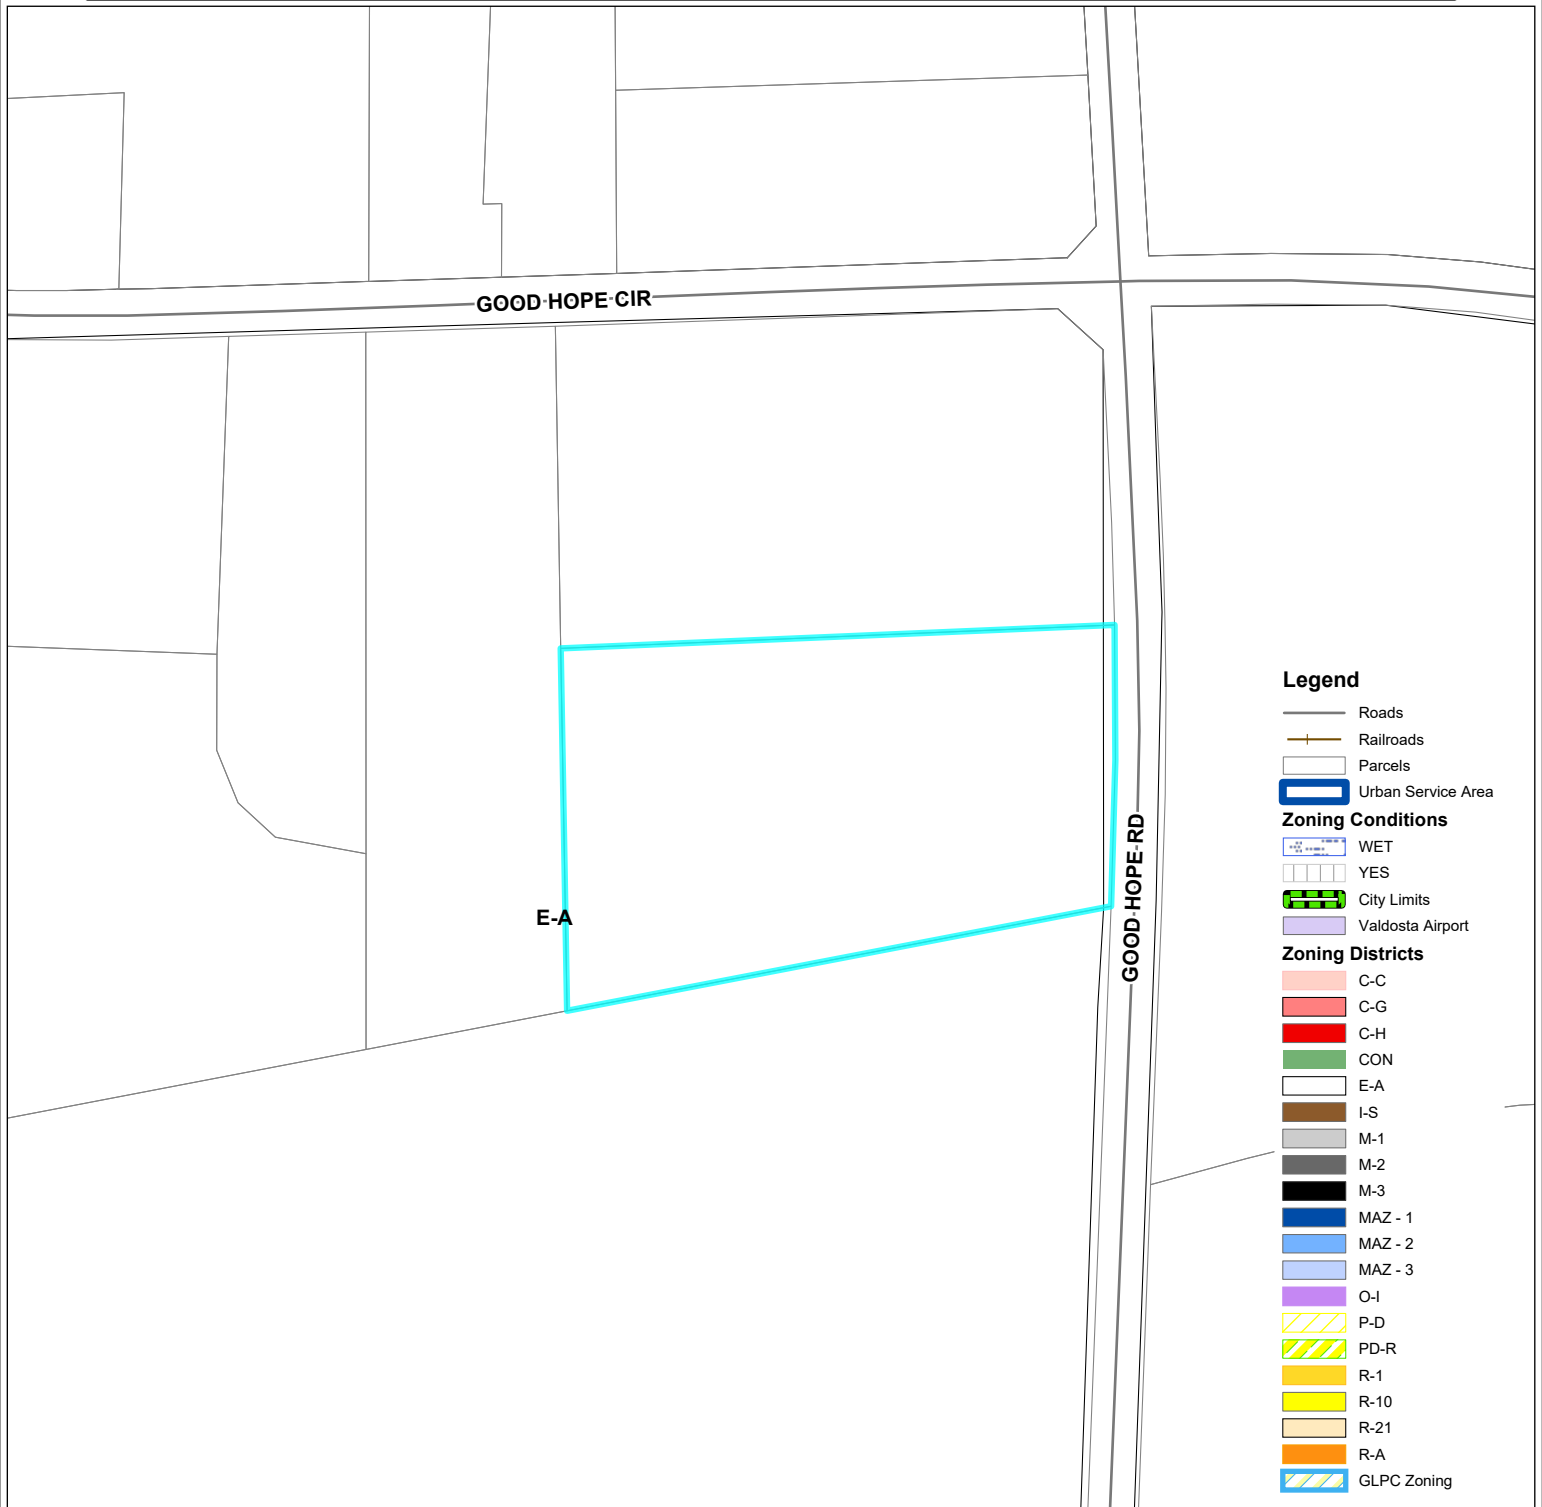 GOOD HOPE CIR
E-A
GOOD HOPE RD
Legend
Roads
Railroads
Parcels
Urban Service Area
Zoning Conditions
WET
YES
City Limits
Valdosta Airport
Zoning Districts
C-C
C-G
C-H
CON
E-A
I-S
M-1
M-2
M-3
MAZ - 1
MAZ - 2
MAZ - 3
O-I
P-D
PD-R
R-1
R-10
R-21
R-A
GLPC Zoning